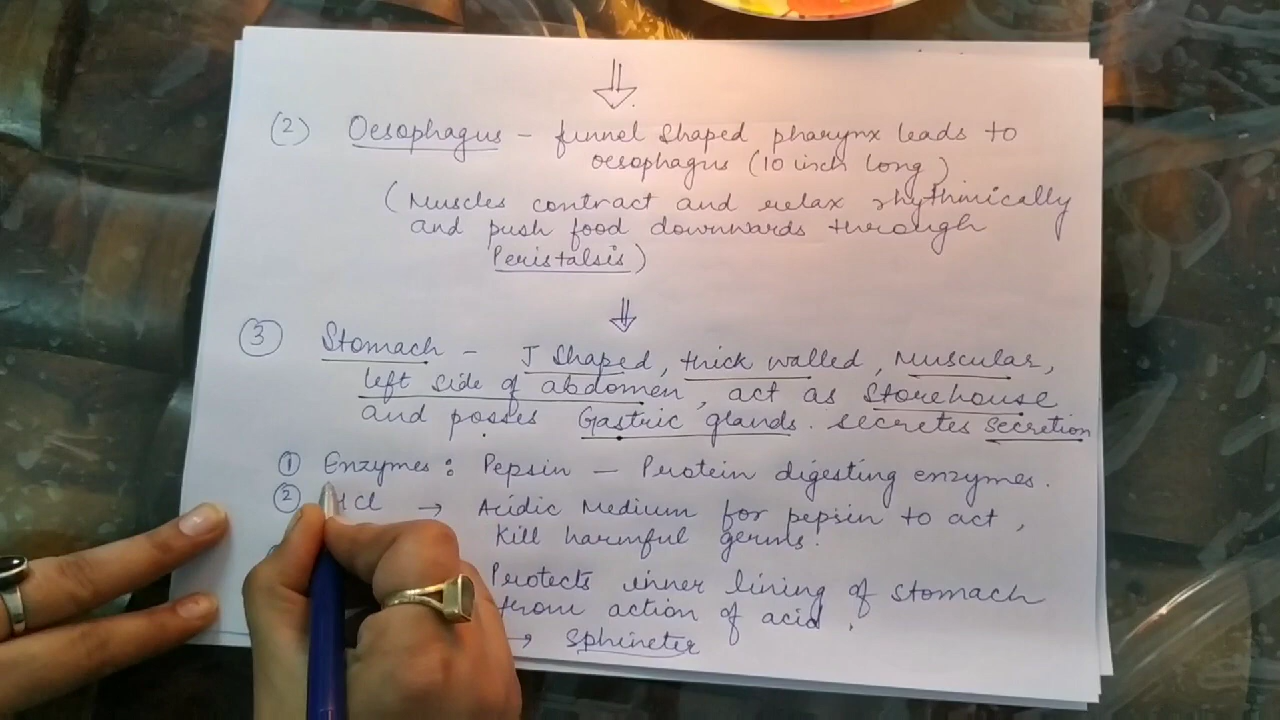 ⇓
(2) Oesophagus – funnel shaped pharynx leads to
oesophagus (10 inch long)
(Muscles contract and relax rhythmically
and push food downwards through
Peristalsis)
⇓
③ Stomach – J shaped, thick walled, Muscular,
left side of abdomen, act as Storehouse
and posses Gastric glands. secretes secretion
① Enzymes : Pepsin – Protein digesting enzymes.
② HCl → Acidic Medium for pepsin to act,
Kill harmful germs.
Protects inner lining of stomach
from action of acid.
→ Sphincter